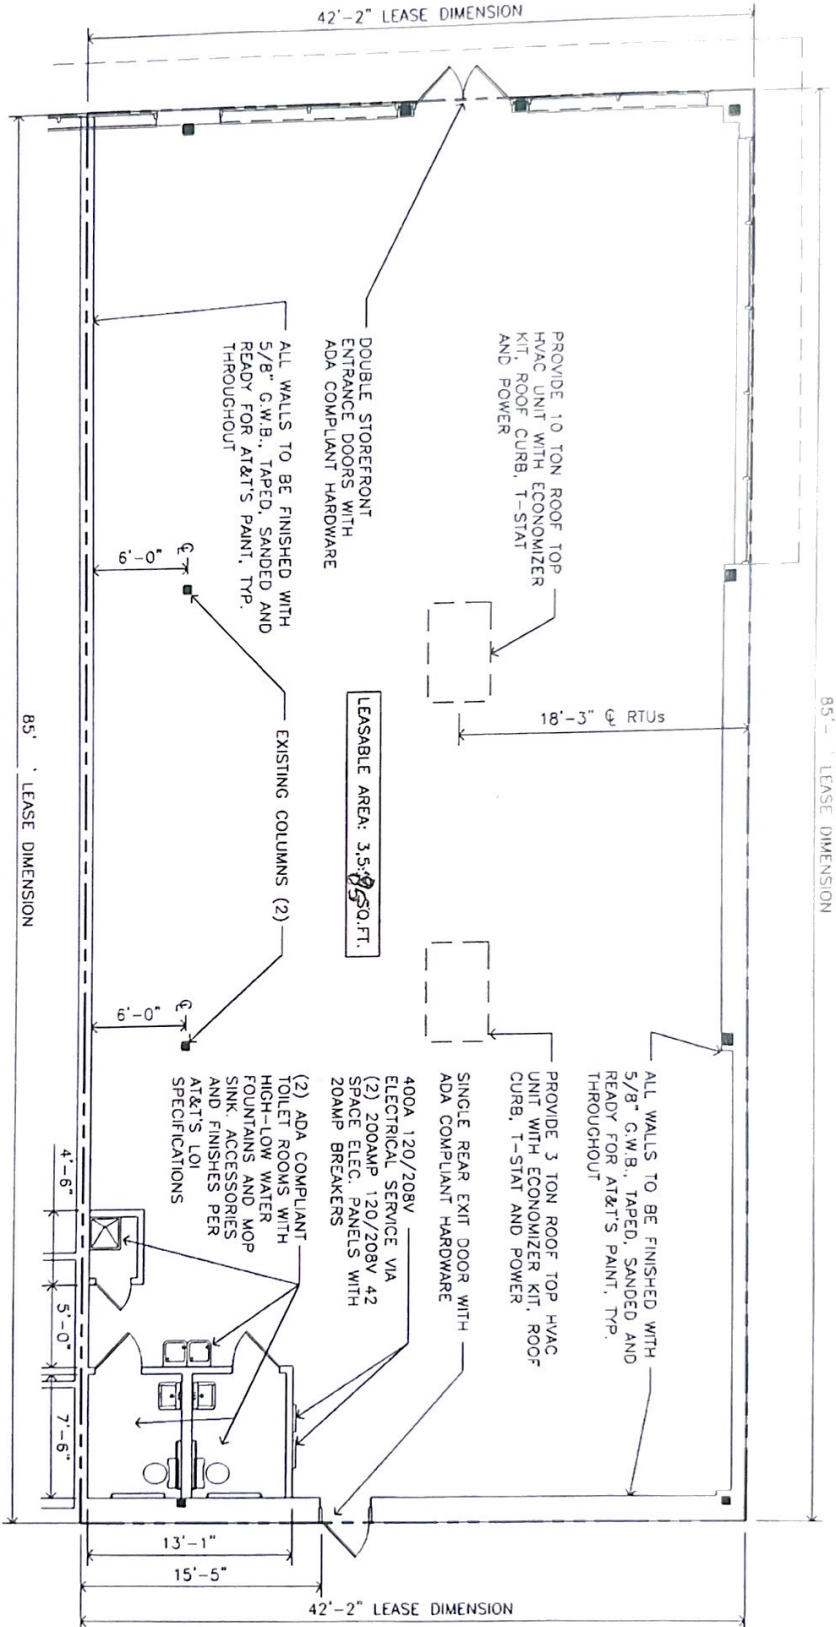 42'-2" LEASE DIMENSION
85'- LEASE DIMENSION
PROVIDE 10 TON ROOF TOP
HVAC UNIT WITH ECONOMIZER
KIT, ROOF CURB, T-STAT
AND POWER
DOUBLE STOREFRONT
ENTRANCE DOORS WITH
ADA COMPLIANT HARDWARE
ALL WALLS TO BE FINISHED WITH
5/8" G.W.B., TAPED, SANDED AND
READY FOR AT&T'S PAINT, TYP.
THROUGHOUT
6'-0"
℄
18'-3" ℄ RTUs
LEASABLE AREA: 3,5 85 SQ.FT.
EXISTING COLUMNS (2)
85' ' LEASE DIMENSION
6'-0"
℄
ALL WALLS TO BE FINISHED WITH
5/8" G.W.B., TAPED, SANDED AND
READY FOR AT&T'S PAINT, TYP.
THROUGHOUT
PROVIDE 3 TON ROOF TOP HVAC
UNIT WITH ECONOMIZER KIT, ROOF
CURB, T-STAT AND POWER
SINGLE REAR EXIT DOOR WITH
ADA COMPLIANT HARDWARE
400A 120/208V
ELECTRICAL SERVICE VIA
(2) 200AMP 120/208V 42
SPACE ELEC. PANELS WITH
20AMP BREAKERS
(2) ADA COMPLIANT
TOILET ROOMS WITH
HIGH-LOW WATER
FOUNTAINS AND MOP
SINK. ACCESSORIES
AND FINISHES PER
AT&T'S LOI
SPECIFICATIONS
4'-6"
5'-0"
7'-6"
13'-1"
15'-5"
42'-2" LEASE DIMENSION